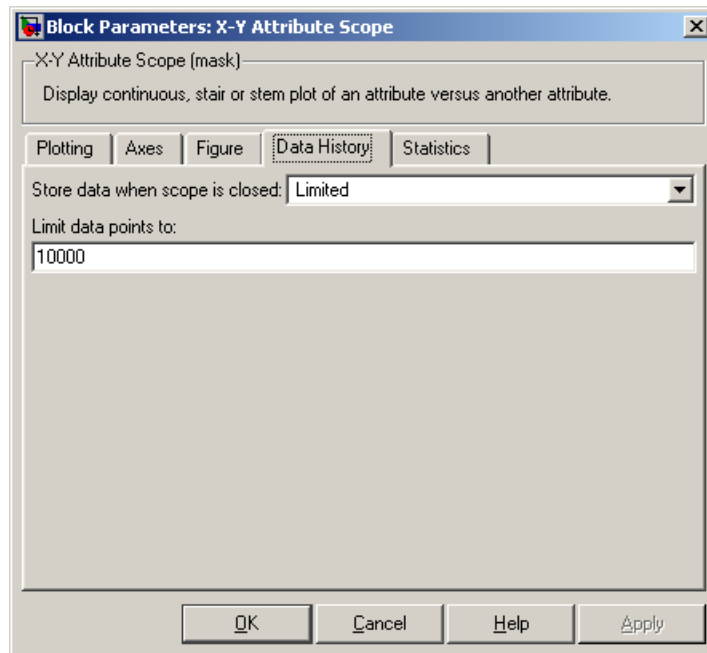 Block Parameters: X-Y Attribute Scope
X-Y Attribute Scope (mask)
Display continuous, stair or stem plot of an attribute versus another attribute.
Plotting Axes Figure Data History Statistics
Store data when scope is closed: Limited
Limit data points to:
10000
OK Cancel Help Apply